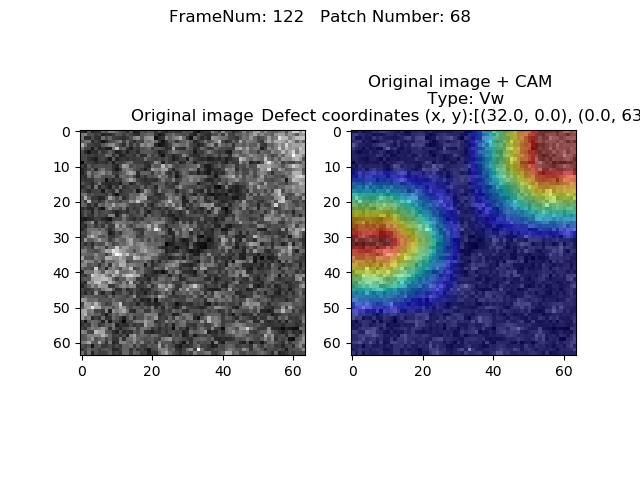 FrameNum: 122   Patch Number: 68
Original image + CAM
Type: Vw
Original image
Defect coordinates (x, y):[(32.0, 0.0), (0.0, 63
0
10
20
30
40
50
60
0 20 40 60
0
10
20
30
40
50
60
0 20 40 60